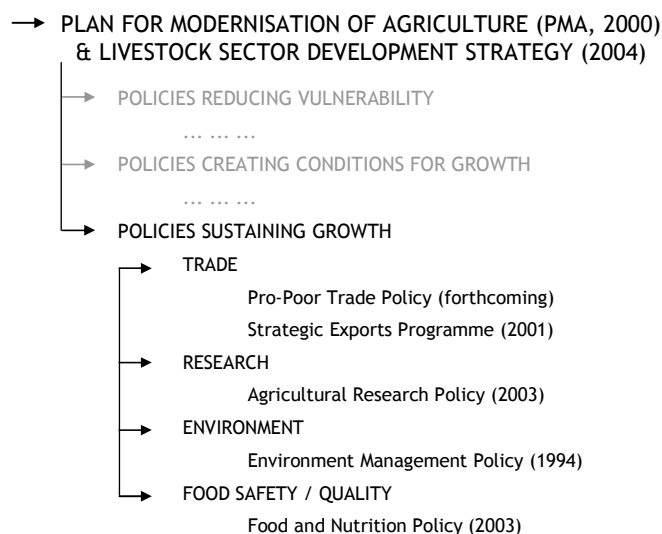 PLAN FOR MODERNISATION OF AGRICULTURE (PMA, 2000)
& LIVESTOCK SECTOR DEVELOPMENT STRATEGY (2004)
POLICIES REDUCING VULNERABILITY
... ... ...
POLICIES CREATING CONDITIONS FOR GROWTH
... ... ...
POLICIES SUSTAINING GROWTH
TRADE
Pro-Poor Trade Policy (forthcoming)
Strategic Exports Programme (2001)
RESEARCH
Agricultural Research Policy (2003)
ENVIRONMENT
Environment Management Policy (1994)
FOOD SAFETY / QUALITY
Food and Nutrition Policy (2003)